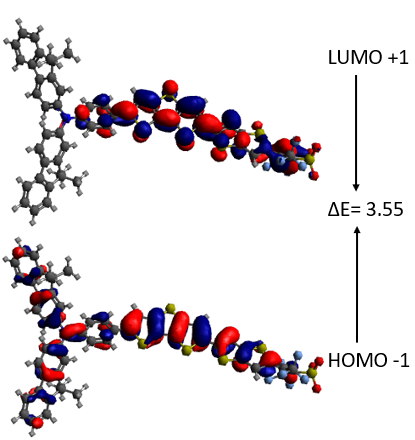 LUMO +1
ΔE= 3.55
HOMO -1